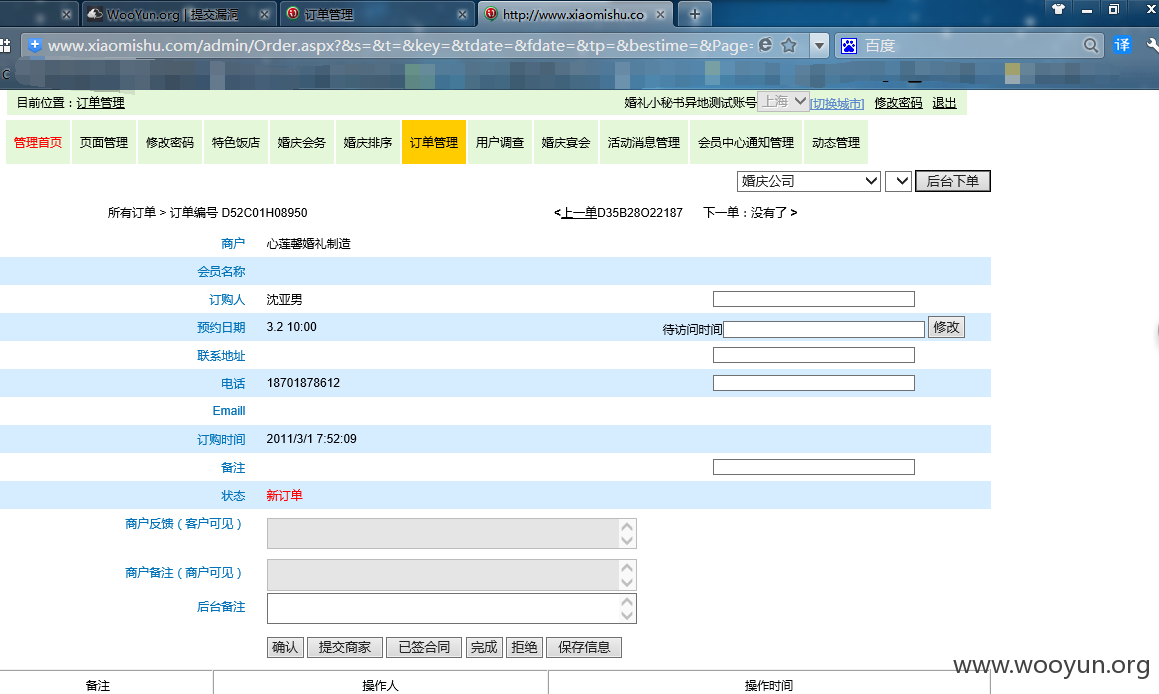 WooYun.org | 提交漏洞 订单管理 http://www.xiaomishu.co
www.xiaomishu.com/admin/Order.aspx?&s=&t=&key=&tdate=&fdate=&tp=&bestime=&Page= 百度 译
目前位置：订单管理 婚礼小秘书异地测试账号 上海 [切换城市] 修改密码 退出
管理首页 页面管理 修改密码 特色饭店 婚庆会务 婚庆排序 订单管理 用户调查 婚庆宴会 活动消息管理 会员中心通知管理 动态管理
婚庆公司 后台下单
所有订单 > 订单编号 D52C01H08950 <上一单D35B28O22187 下一单：没有了 >
商户 心莲馨婚礼制造
会员名称
订购人 沈亚男
预约日期 3.2 10:00 待访问时间 修改
联系地址
电话 18701878612
Emaill
订购时间 2011/3/1 7:52:09
备注
状态 新订单
商户反馈（客户可见）
商户备注（商户可见）
后台备注
确认 提交商家 已签合同 完成 拒绝 保存信息
www.wooyun.org
备注 操作人 操作时间